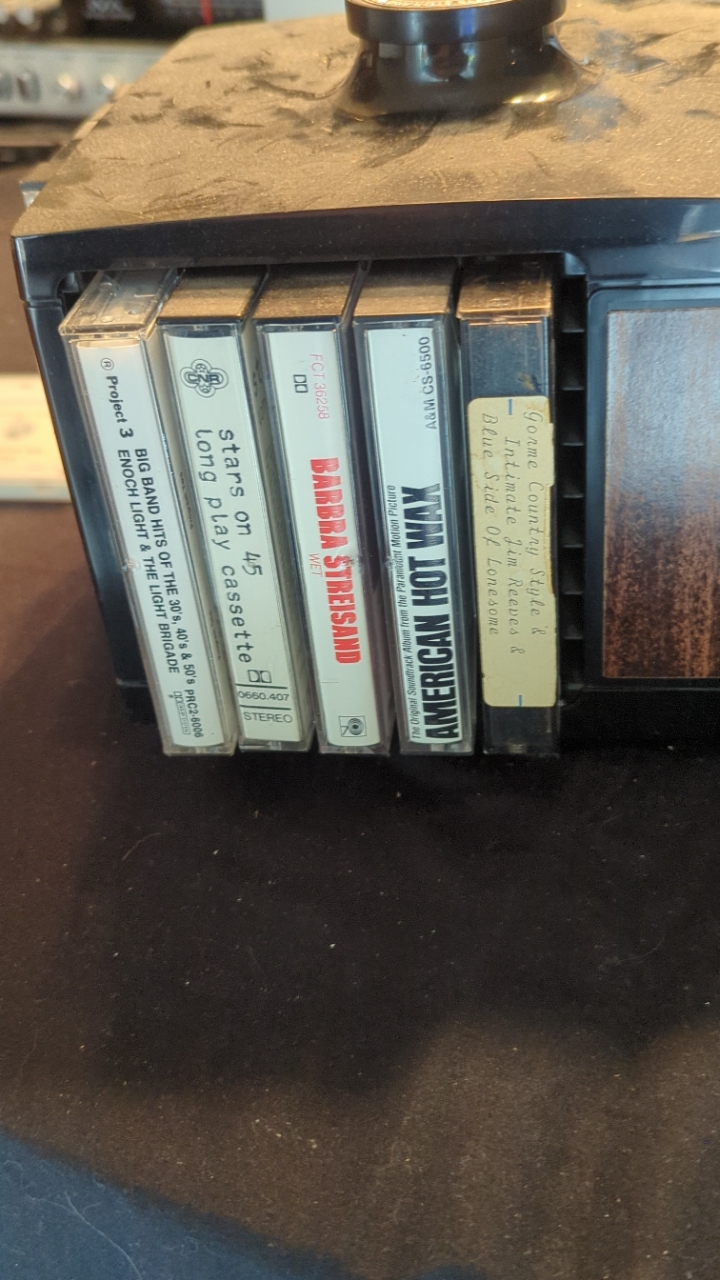 Project 3
BIG BAND HITS OF THE 30's, 40's & 50's PRC2-6006
ENOCH LIGHT & THE LIGHT BRIGADE
stars on 45
long play cassette
0660.407
STEREO
FCT 36258
BARBRA STREISAND
WET
A&M CS-6500
The Original Soundtrack Album from the Paramount Motion Picture
AMERICAN HOT WAX
Gorme Country Style &
Intimate Jim Reeves &
Blue Side Of Lonesome